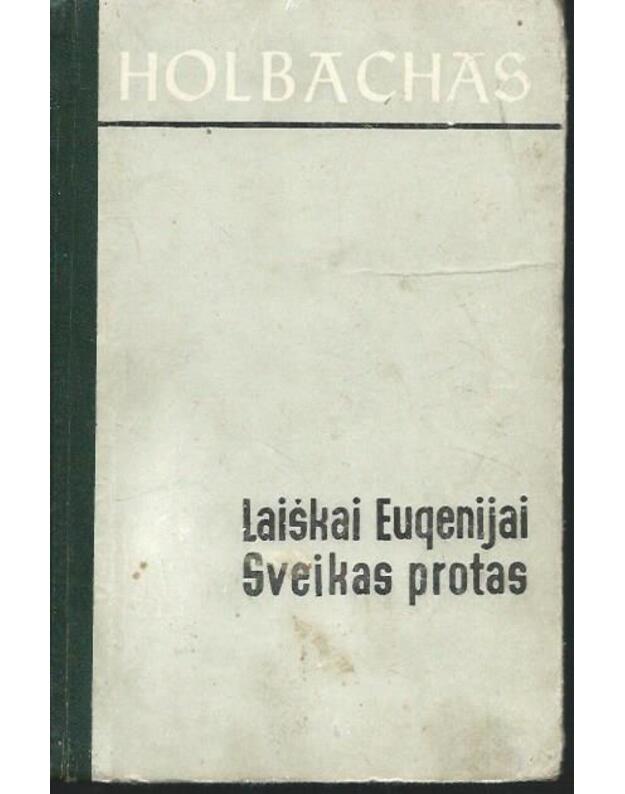 HOLBACHAS
Laiškai Eugenijai
Sveikas protas